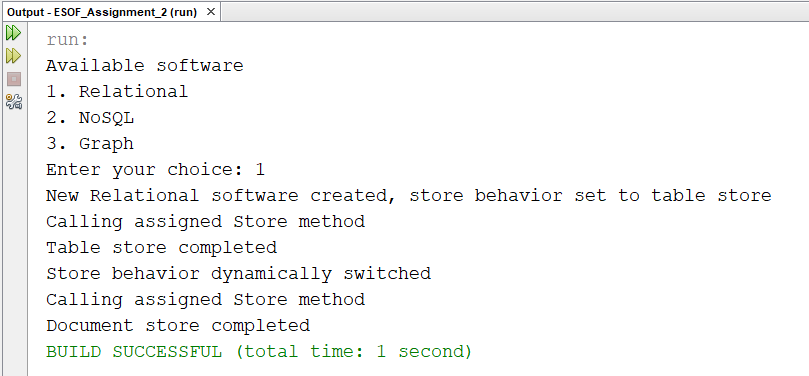 Output - ESOF_Assignment_2 (run) ×
run:
Available software
1. Relational
2. NoSQL
3. Graph
Enter your choice: 1
New Relational software created, store behavior set to table store
Calling assigned Store method
Table store completed
Store behavior dynamically switched
Calling assigned Store method
Document store completed
BUILD SUCCESSFUL (total time: 1 second)